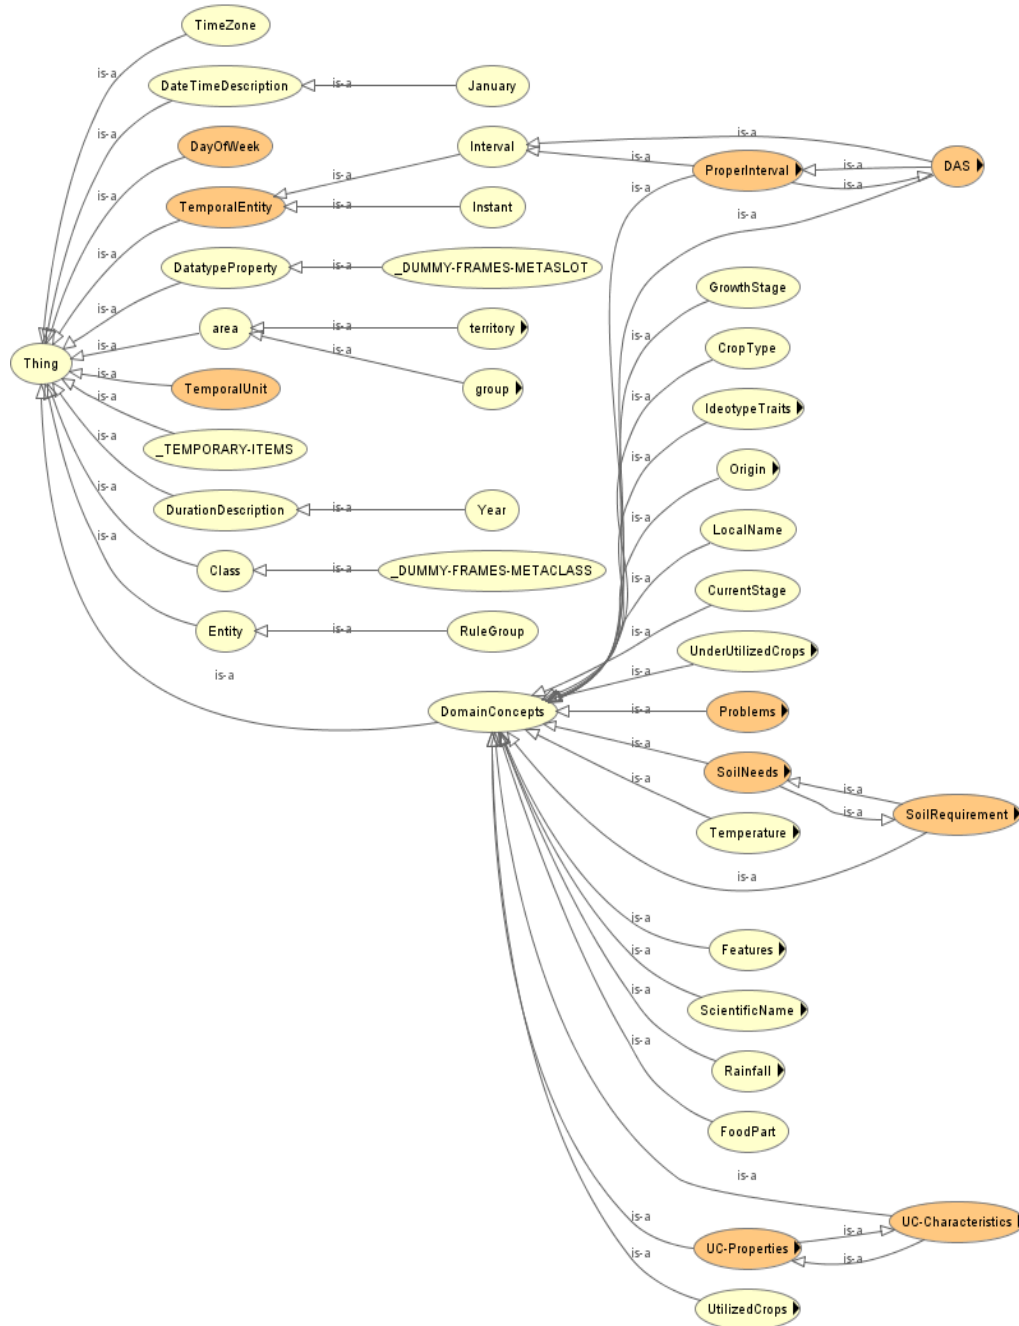 TimeZone
is-a
DateTimeDescription
is-a
January
is-a
DayOfWeek
Interval
is-a
ProperInterval
is-a
is-a
is-a
DAS
is-a
is-a
TemporalEntity
is-a
is-a
Instant
is-a
is-a
DatatypeProperty
is-a
_DUMMY-FRAMES-METASLOT
GrowthStage
is-a
area
is-a
territory
is-a
is-a
CropType
Thing
is-a
TemporalUnit
group
is-a
IdeotypeTraits
is-a
_TEMPORARY-ITEMS
is-a
Origin
is-a
DurationDescription
is-a
Year
is-a
LocalName
is-a
Class
is-a
_DUMMY-FRAMES-METACLASS
is-a
CurrentStage
Entity
is-a
RuleGroup
is-a
UnderUtilizedCrops
is-a
is-a
DomainConcepts
is-a
Problems
is-a
SoilNeeds
is-a
is-a
is-a
SoilRequirement
Temperature
is-a
is-a
Features
is-a
ScientificName
is-a
Rainfall
is-a
FoodPart
is-a
is-a
UC-Properties
is-a
is-a
UC-Characteristics
is-a
UtilizedCrops